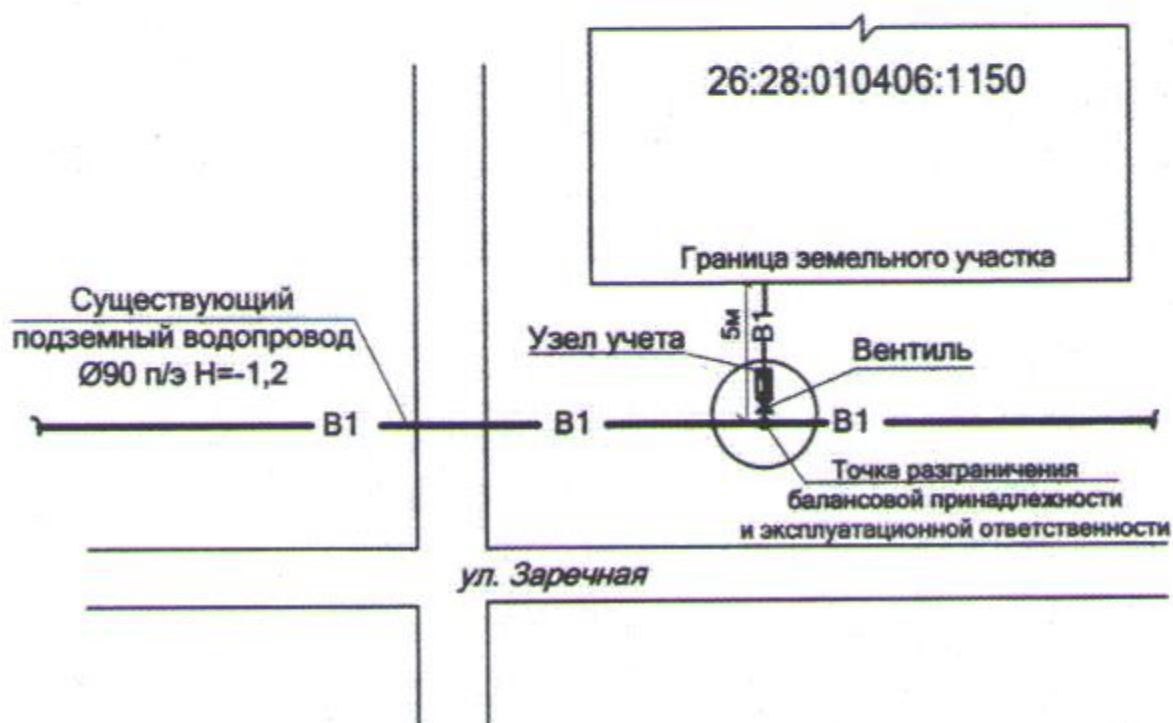 26:28:010406:1150
Граница земельного участка
Существующий
подземный водопровод
Ø90 п/э Н=-1,2
5м
В1
Узел учета
Вентиль
В1
В1
В1
Точка разграничения
балансовой принадлежности
и эксплуатационной ответственности
ул. Заречная